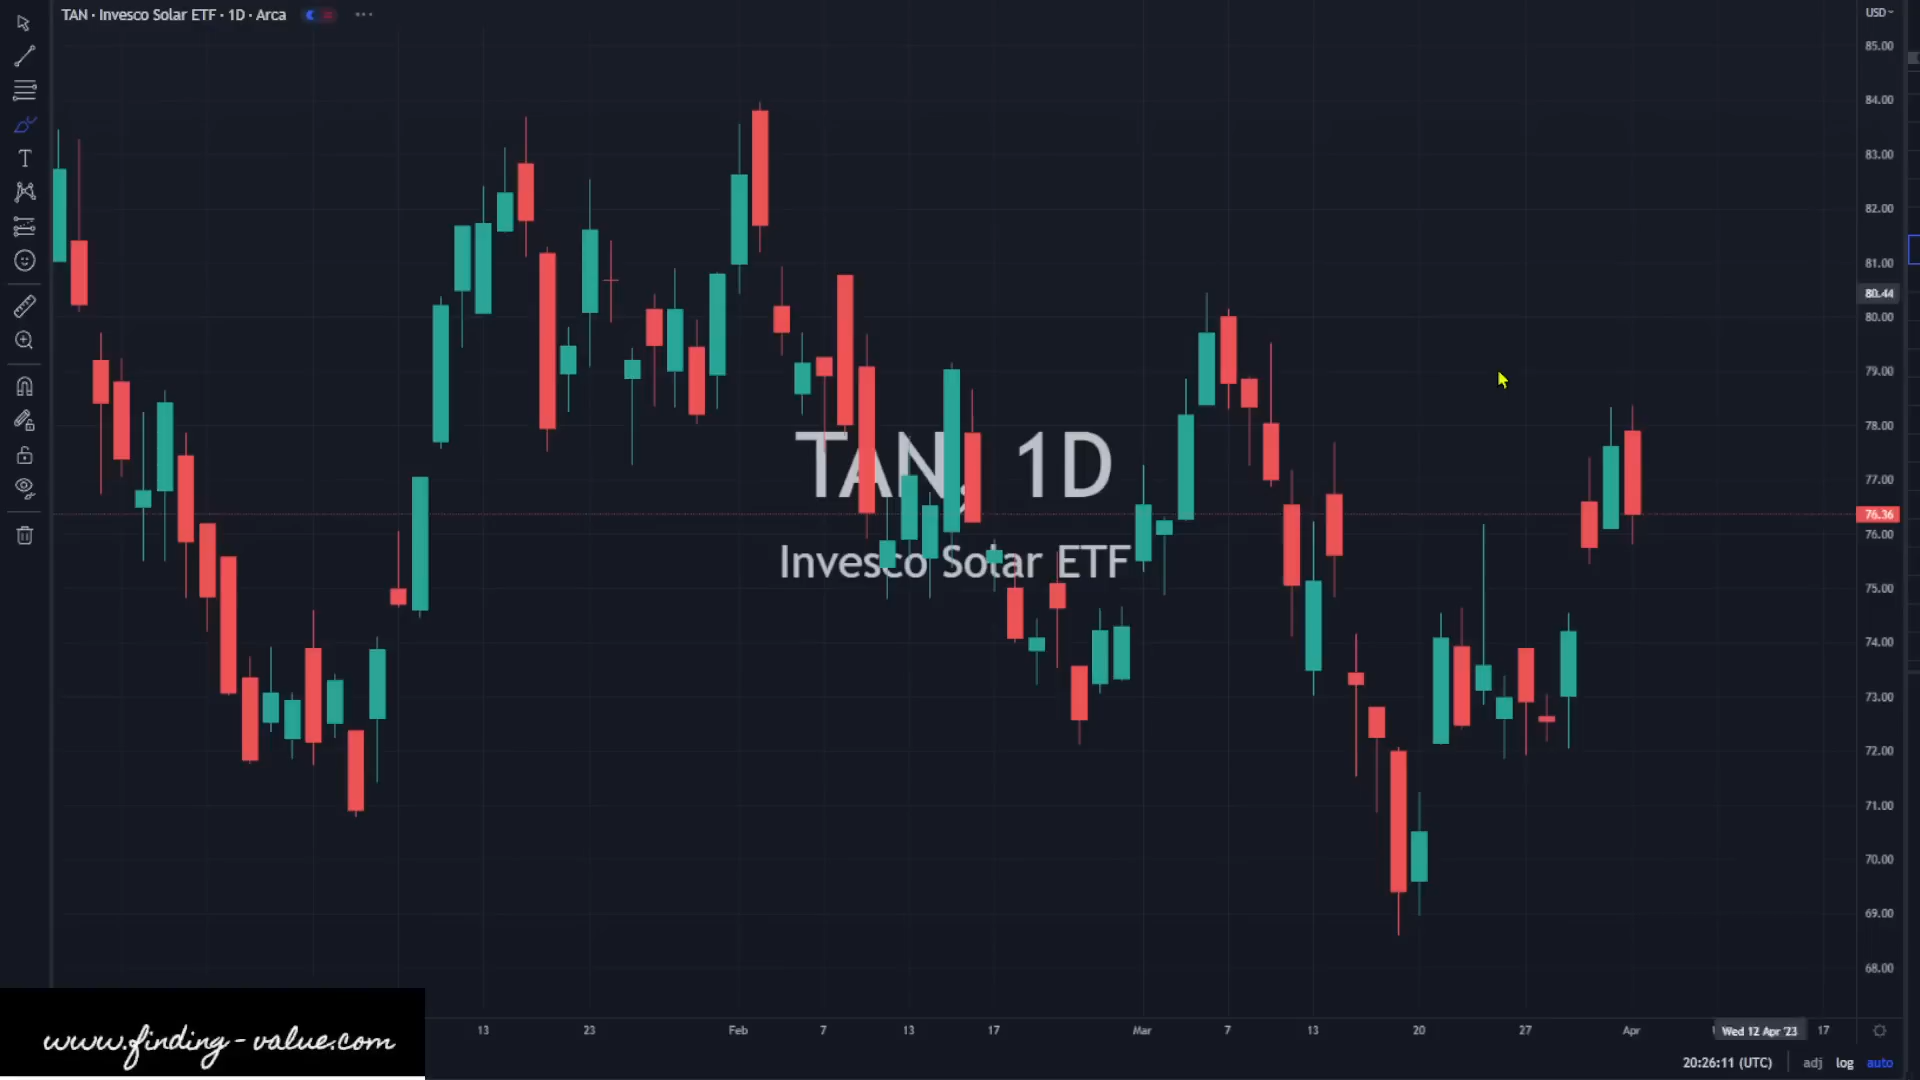 TAN · Invesco Solar ETF · 1D · Arca
USD
85.00
84.00
83.00
82.00
81.00
80.44
80.00
79.00
78.00
77.00
76.36
76.00
75.00
74.00
73.00
72.00
71.00
70.00
69.00
68.00
TAN, 1D
Invesco Solar ETF
13 23 Feb 7 13 17 Mar 7 13 20 27 Apr Wed 12 Apr '23 17
www.finding-value.com
20:26:11 (UTC) adj log auto